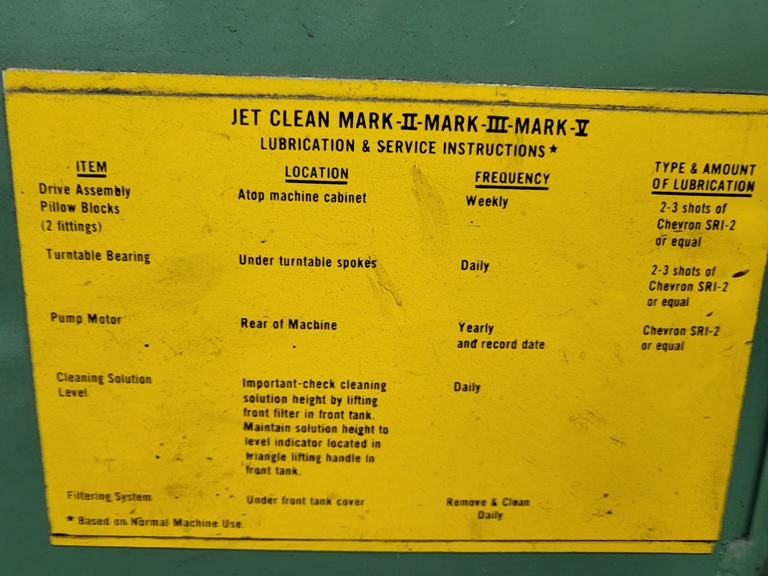 JET CLEAN MARK-II-MARK-III-MARK-V
LUBRICATION & SERVICE INSTRUCTIONS*
ITEM LOCATION FREQUENCY TYPE & AMOUNT
OF LUBRICATION
Drive Assembly Atop machine cabinet Weekly 2-3 shots of
Pillow Blocks Chevron SRI-2
(2 fittings) or equal
Turntable Bearing Under turntable spokes Daily 2-3 shots of
Chevron SRI-2
or equal
Pump Motor Rear of Machine Yearly Chevron SRI-2
and record date or equal
Cleaning Solution Important-check cleaning Daily
Level solution height by lifting
front filter in front tank.
Maintain solution height to
level indicator located in
triangle lifting handle in
front tank.
Filtering System Under front tank cover Remove & Clean
Daily
* Based on Normal Machine Use